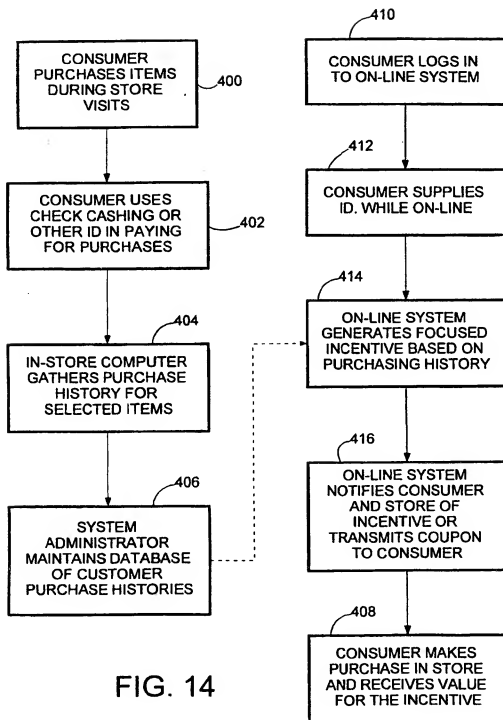 CONSUMER
PURCHASES ITEMS
DURING STORE
VISITS
400
CONSUMER USES
CHECK CASHING OR
OTHER ID IN PAYING
FOR PURCHASES
402
404
IN-STORE COMPUTER
GATHERS PURCHASE
HISTORY FOR
SELECTED ITEMS
406
SYSTEM
ADMINISTRATOR
MAINTAINS DATABASE
OF CUSTOMER
PURCHASE HISTORIES
410
CONSUMER LOGS IN
TO ON-LINE SYSTEM
412
CONSUMER SUPPLIES
ID. WHILE ON-LINE
414
ON-LINE SYSTEM
GENERATES FOCUSED
INCENTIVE BASED ON
PURCHASING HISTORY
416
ON-LINE SYSTEM
NOTIFIES CONSUMER
AND STORE OF
INCENTIVE OR
TRANSMITS COUPON
TO CONSUMER
408
CONSUMER MAKES
PURCHASE IN STORE
AND RECEIVES VALUE
FOR THE INCENTIVE
FIG. 14